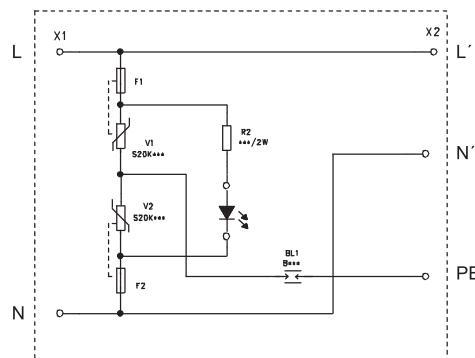 X1
X2
L
L´
F1
R2
***/2W
V1
S20K***
N´
V2
S20K***
BL1
B***
PE
F2
N